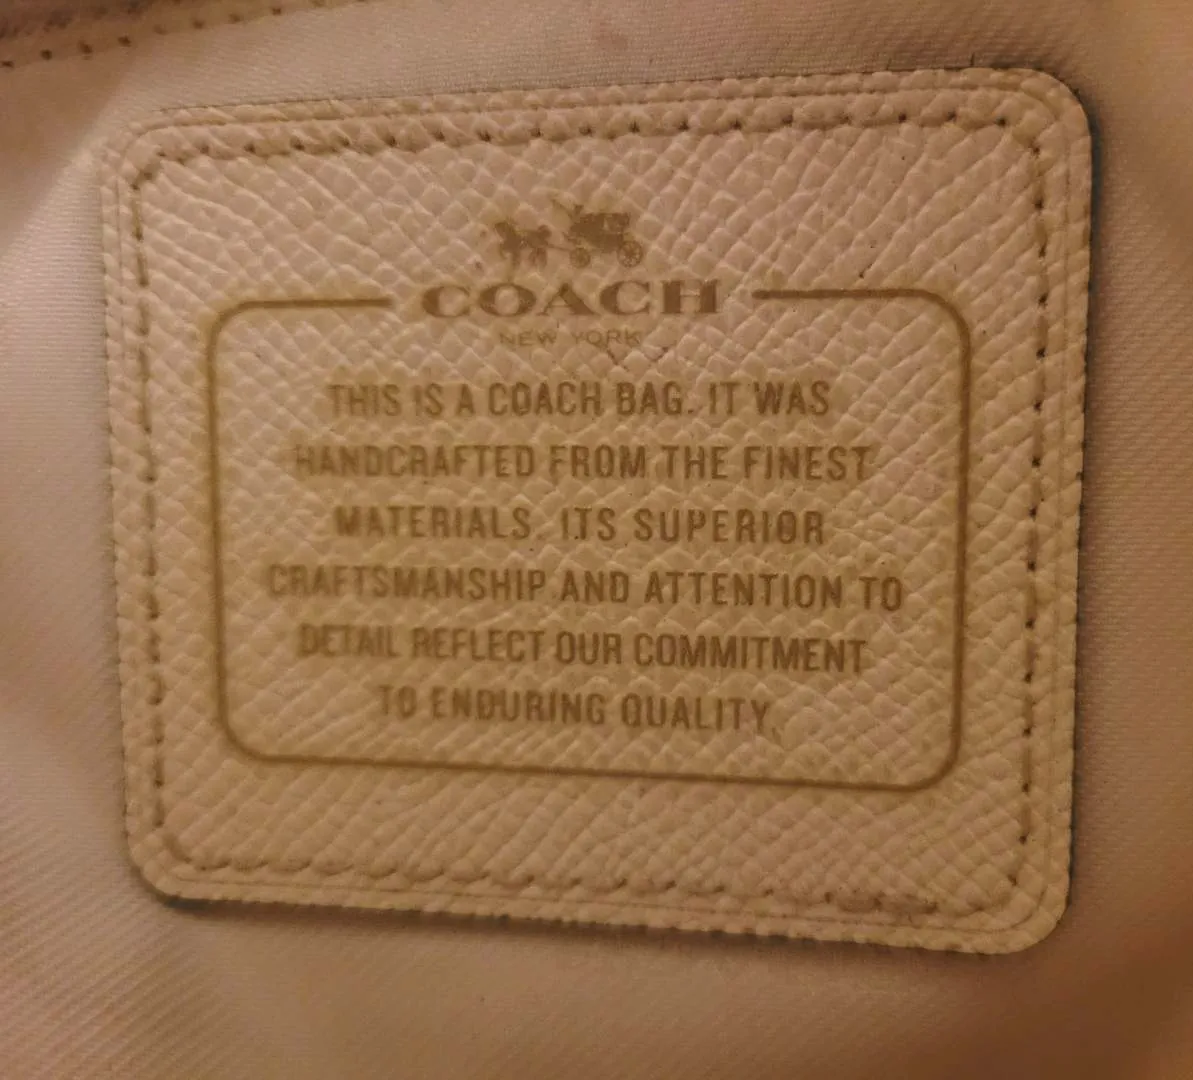 COACH
NEW YORK
THIS IS A COACH BAG. IT WAS
HANDCRAFTED FROM THE FINEST
MATERIALS. ITS SUPERIOR
CRAFTSMANSHIP AND ATTENTION TO
DETAIL REFLECT OUR COMMITMENT
TO ENDURING QUALITY.